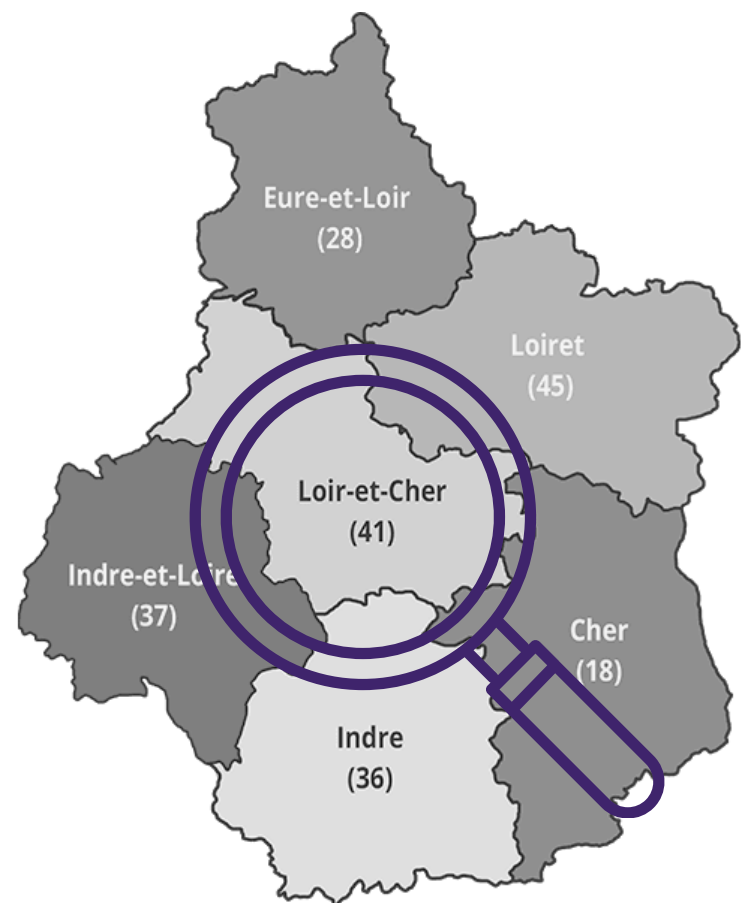 Eure-et-Loir
(28)
Loiret
(45)
Loir-et-Cher
(41)
Indre-et-Loire
(37)
Cher
(18)
Indre
(36)